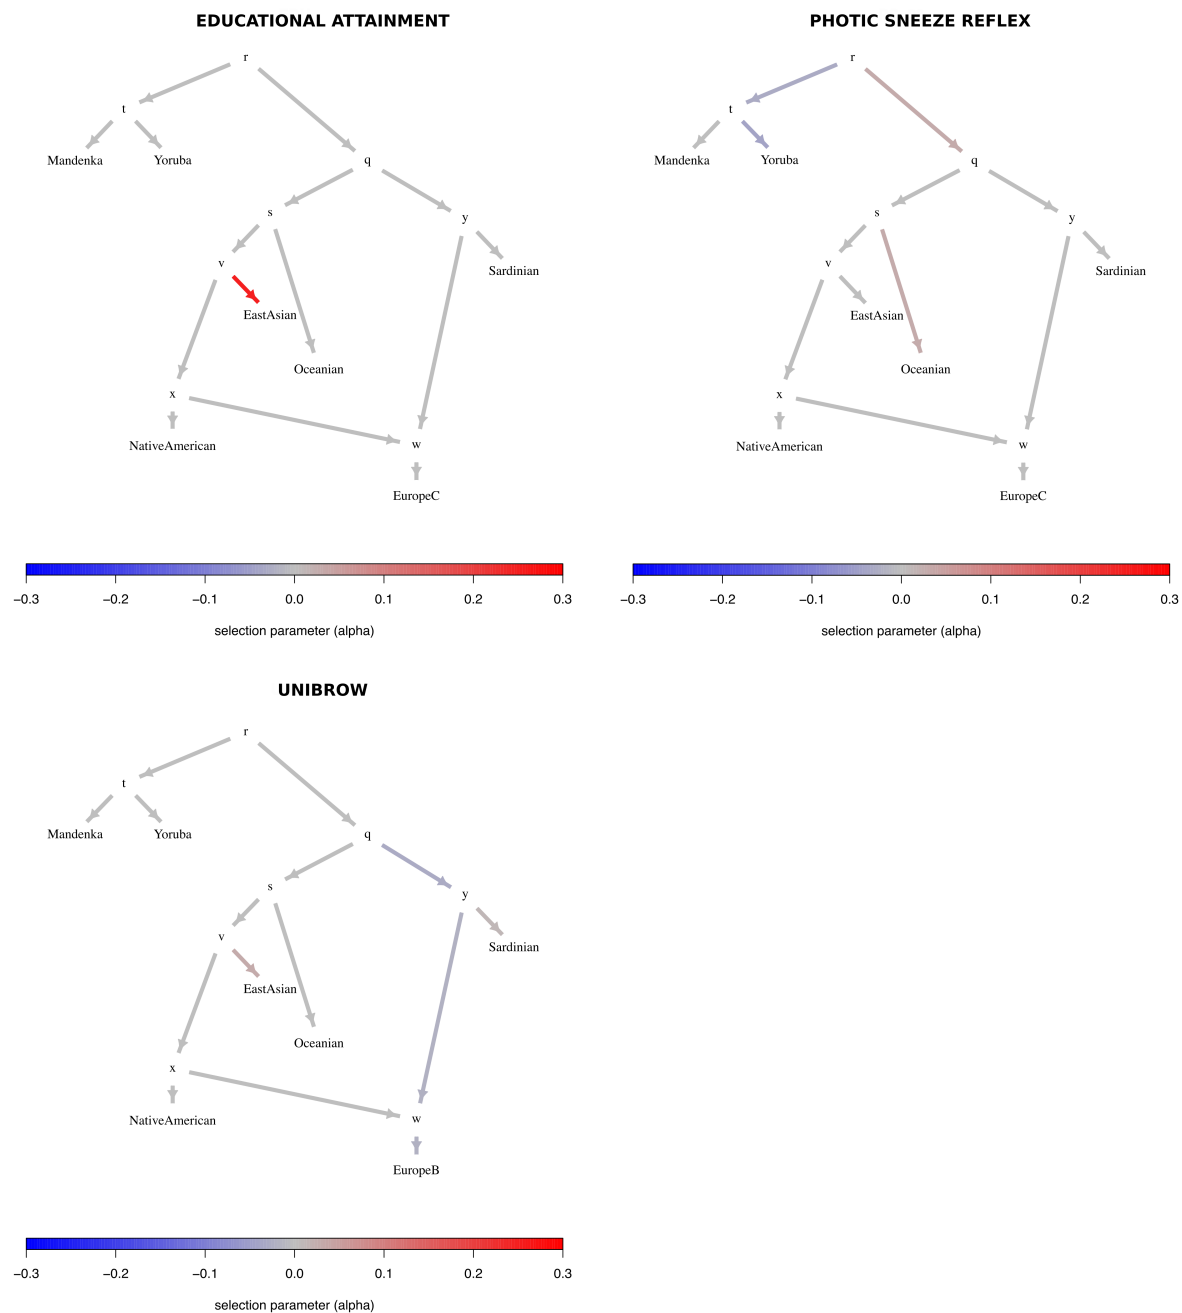 EDUCATIONAL ATTAINMENT
r
t
Mandenka
Yoruba
q
s
y
v
Sardinian
EastAsian
Oceanian
x
NativeAmerican
w
EuropeC
−0.3 −0.2 −0.1 0.0 0.1 0.2 0.3
selection parameter (alpha)
PHOTIC SNEEZE REFLEX
r
t
Mandenka
Yoruba
q
s
y
v
Sardinian
EastAsian
Oceanian
x
NativeAmerican
w
EuropeC
−0.3 −0.2 −0.1 0.0 0.1 0.2 0.3
selection parameter (alpha)
UNIBROW
r
t
Mandenka
Yoruba
q
s
y
v
Sardinian
EastAsian
Oceanian
x
NativeAmerican
w
EuropeB
−0.3 −0.2 −0.1 0.0 0.1 0.2 0.3
selection parameter (alpha)